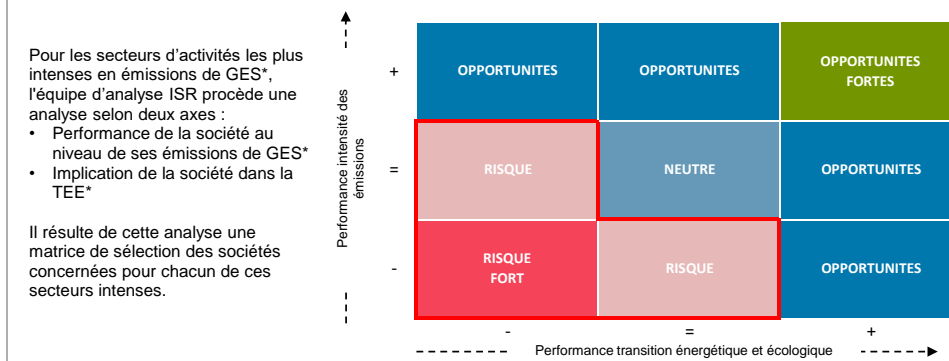 Pour les secteurs d'activités les plus
intenses en émissions de GES*,
l'équipe d'analyse ISR procède une
analyse selon deux axes :
• Performance de la société au
niveau de ses émissions de GES*
• Implication de la société dans la
TEE*
Il résulte de cette analyse une
matrice de sélection des sociétés
concernées pour chacun de ces
secteurs intenses.
Performance intensité des
émissions
+
OPPORTUNITES
OPPORTUNITES
OPPORTUNITES
FORTES
=
RISQUE
NEUTRE
OPPORTUNITES
-
RISQUE
FORT
RISQUE
OPPORTUNITES
-
=
+
Performance transition énergétique et écologique